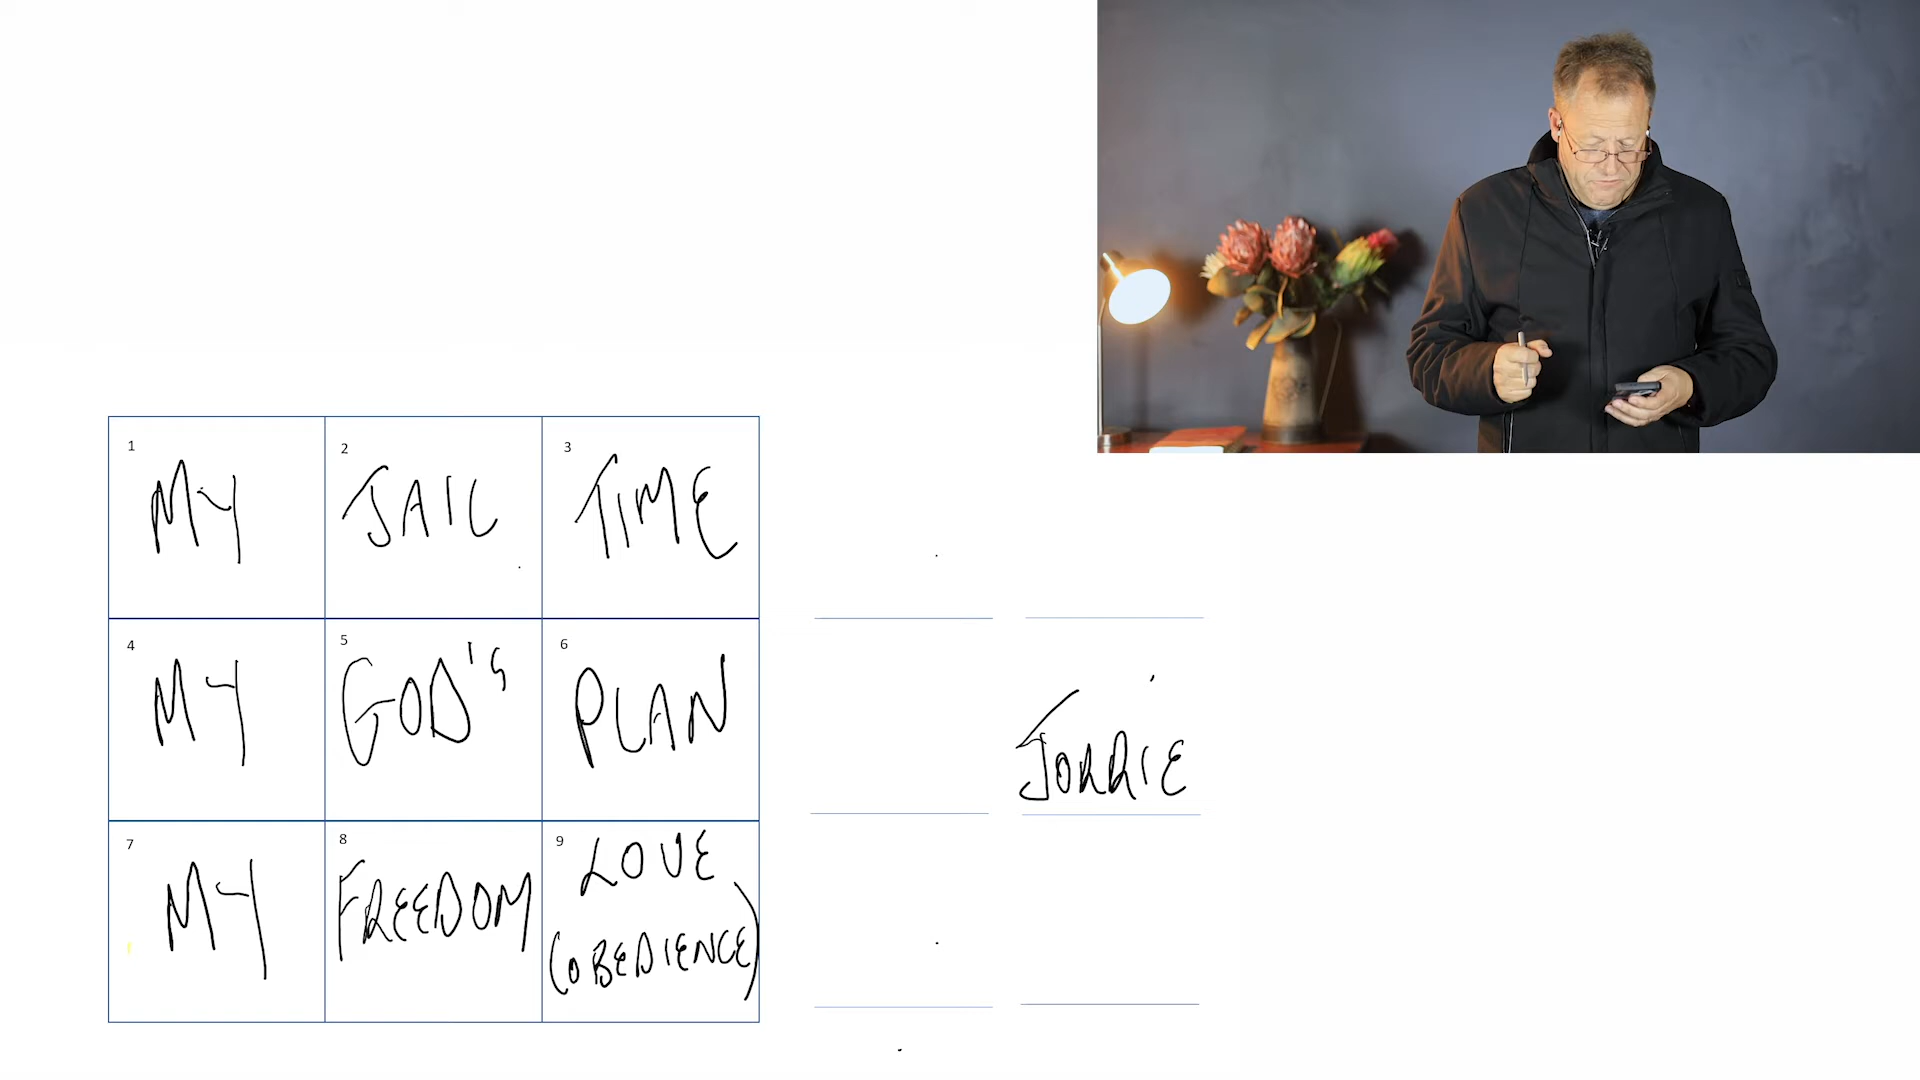 1
MY
2
JAIL
3
TIME
4
MY
5
GOD'S
6
PLAN
JORRIE
7
MY
8
FREEDOM
9
LOVE
(OBEDIENCE)